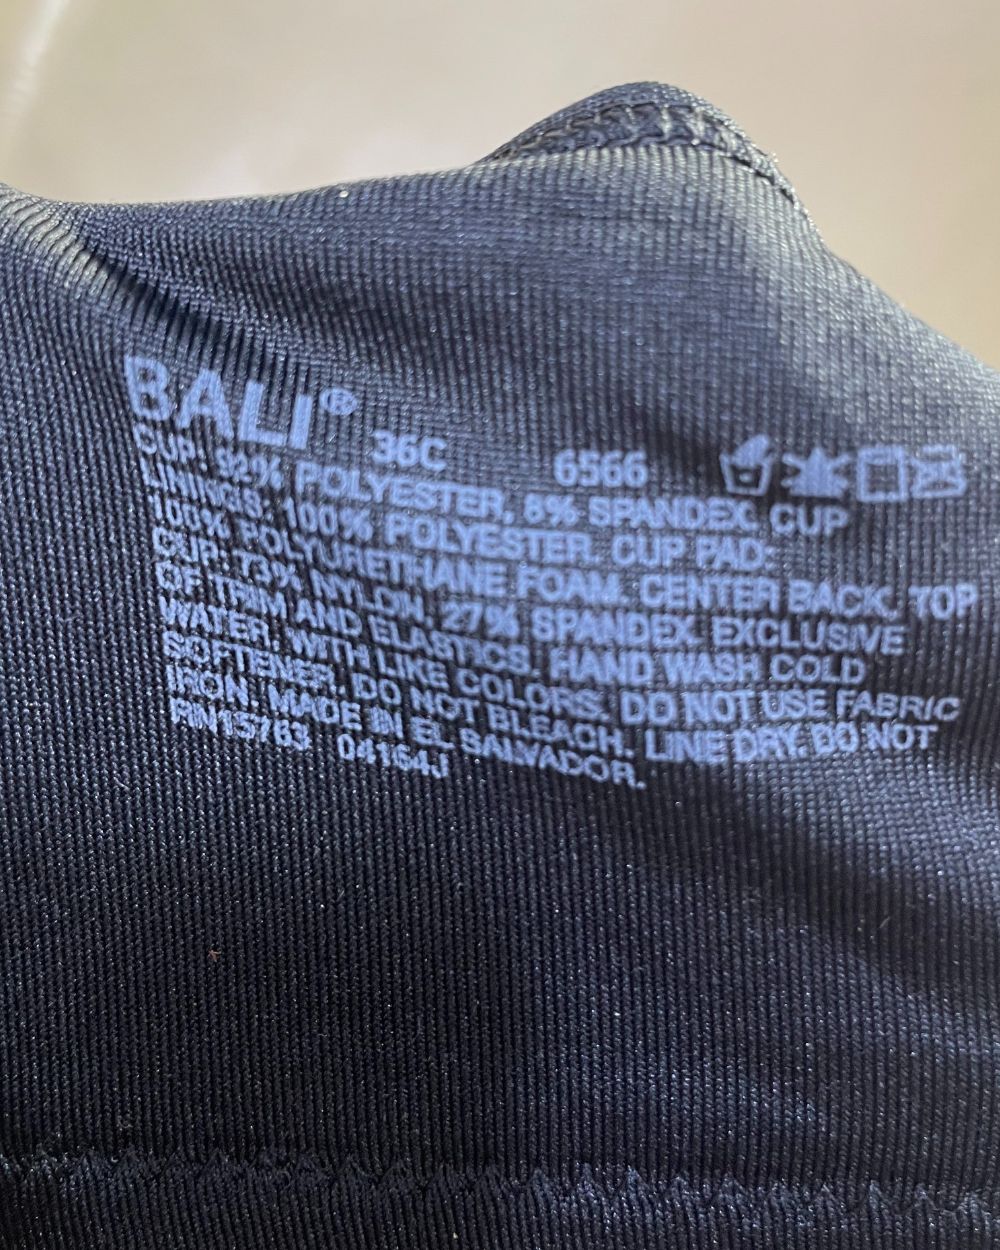 BALI® 36C 6566
CUP: 92% POLYESTER, 8% SPANDEX. CUP
LININGS: 100% POLYESTER. CUP PAD:
100% POLYURETHANE FOAM. CENTER BACK, TOP
CUP: 73% NYLON, 27% SPANDEX. EXCLUSIVE
OF TRIM AND ELASTICS. HAND WASH COLD
WATER. WITH LIKE COLORS. DO NOT USE FABRIC
SOFTENER. DO NOT BLEACH. LINE DRY. DO NOT
IRON. MADE IN EL SALVADOR.
RN15763 04164J